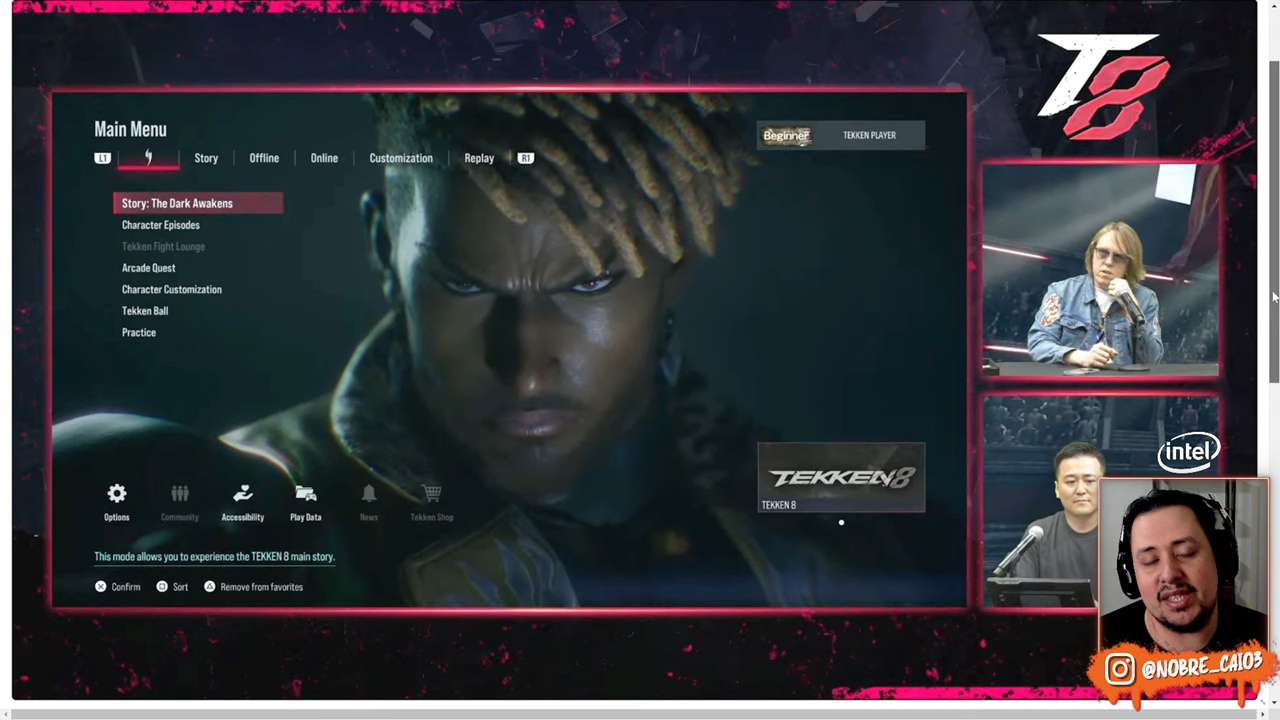 T8
Main Menu
Beginner TEKKEN PLAYER
L1 Story Offline Online Customization Replay R1
Story: The Dark Awakens
Character Episodes
Tekken Fight Lounge
Arcade Quest
Character Customization
Tekken Ball
Practice
intel
TEKKEN8
TEKKEN 8
Options Community Accessibility Play Data News Tekken Shop
This mode allows you to experience the TEKKEN 8 main story.
Confirm Sort Remove from favorites
@NOBRE_CAIO3